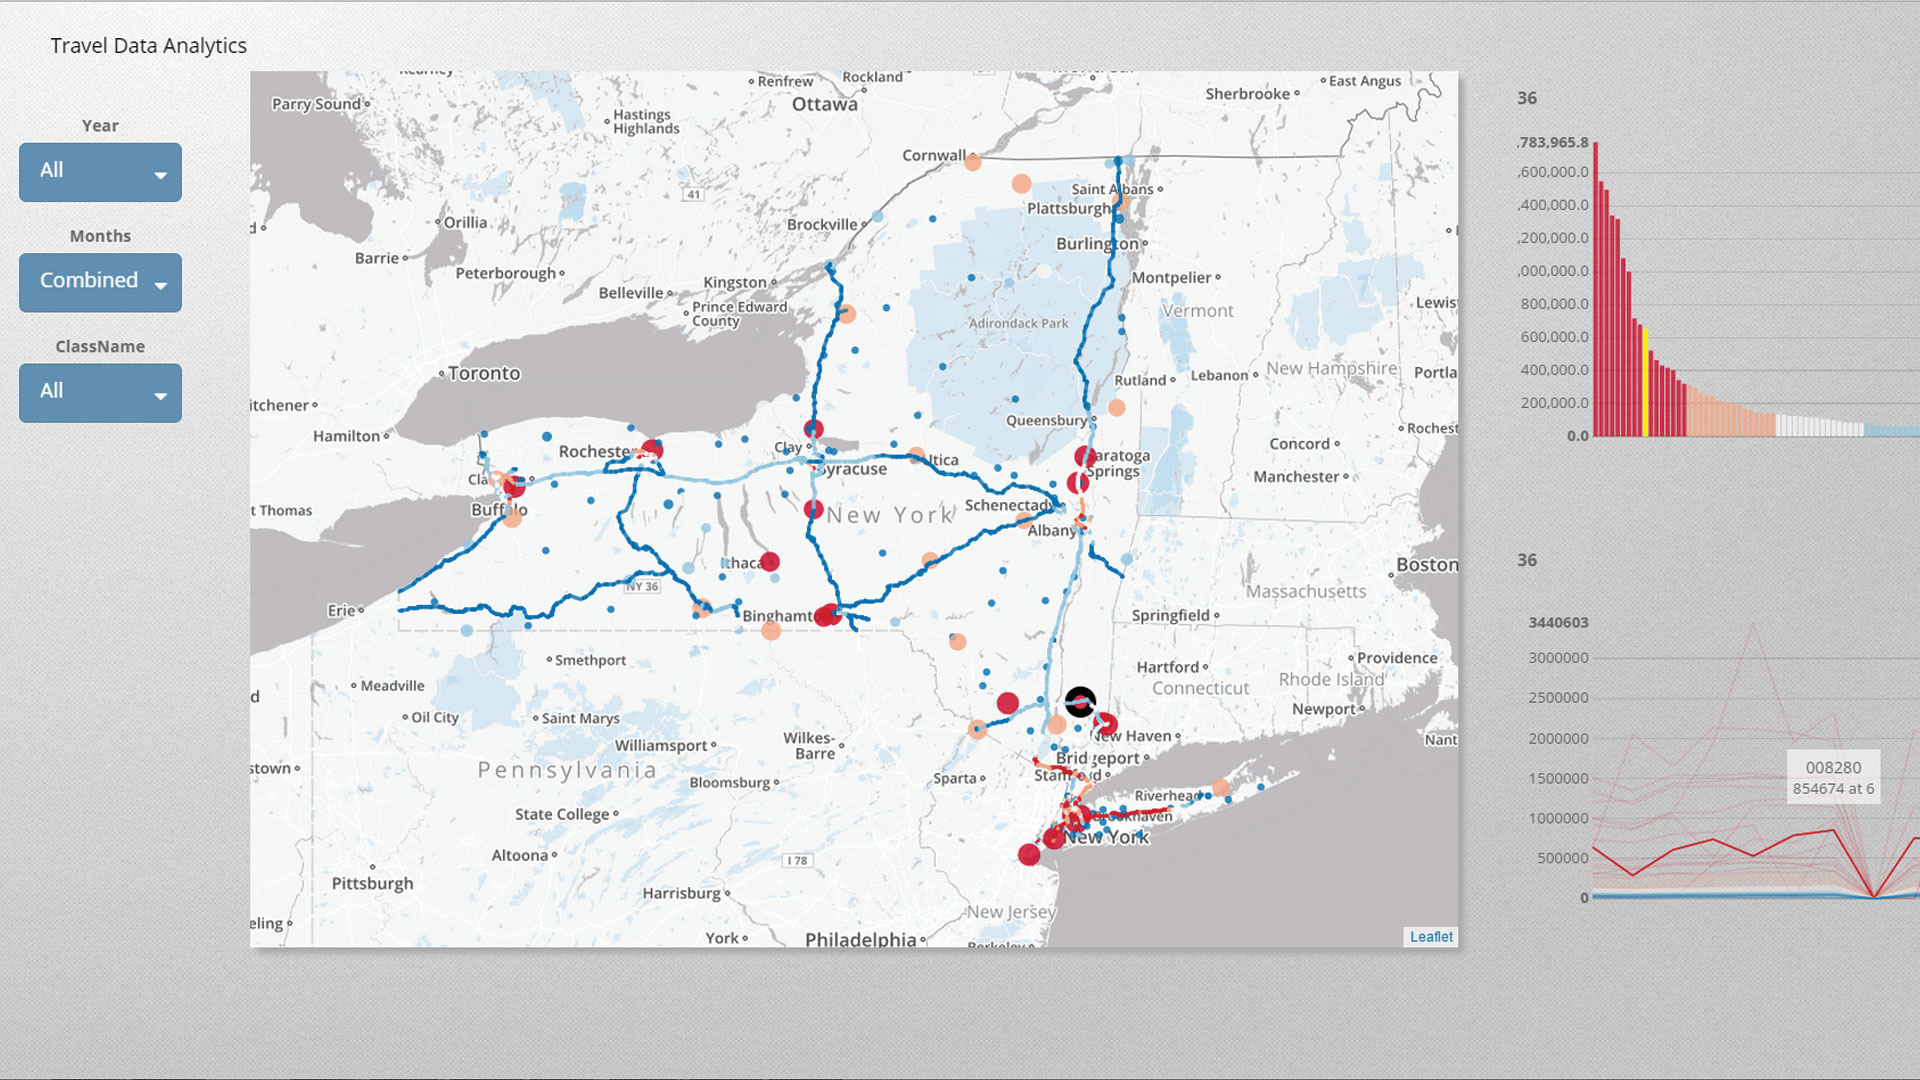 Travel Data Analytics
Year
All
Months
Combined
ClassName
All
Parry Sound
Renfrew
Rockland
Ottawa
East Angus
Sherbrooke
Hastings
Highlands
Cornwall
41
Saint Albans
Plattsburgh
Orillia
Brockville
Burlington
Barrie
Peterborough
Kingston
Belleville
Montpelier
Prince Edward
County
Lewis
Vermont
Adirondack Park
Toronto
New Hampshire
Rutland
Lebanon
Portla
itchener
Hamilton
Queensbury
Rochest
Concord
Rochester
Clay
Utica
aratoga
Springs
Syracuse
Manchester
Cla
Buffalo
t Thomas
New York
Schenectady
Albany
Ithaca
Boston
NY 36
Massachusetts
Erie
Binghamto
Springfield
Smithport
Meadville
Hartford
Providence
Connecticut
Rhode Island
Oil City
Saint Marys
Newport
Nant
Williamsport
Wilkes-
Barre
New Haven
Bridgeport
stown
Pennsylvania
Bloomsburg
Sparta
Stamford
Riverhead
State College
Brookhaven
New York
Altoona
I 78
Pittsburgh
Harrisburg
New Jersey
eling
York
Philadelphia
Leaflet
36
783,965.8
,600,000.0
,400,000.0
,200,000.0
,000,000.0
800,000.0
600,000.0
400,000.0
200,000.0
0.0
36
3440603
3000000
2500000
2000000
1500000
1000000
500000
0
008280
854674 at 6